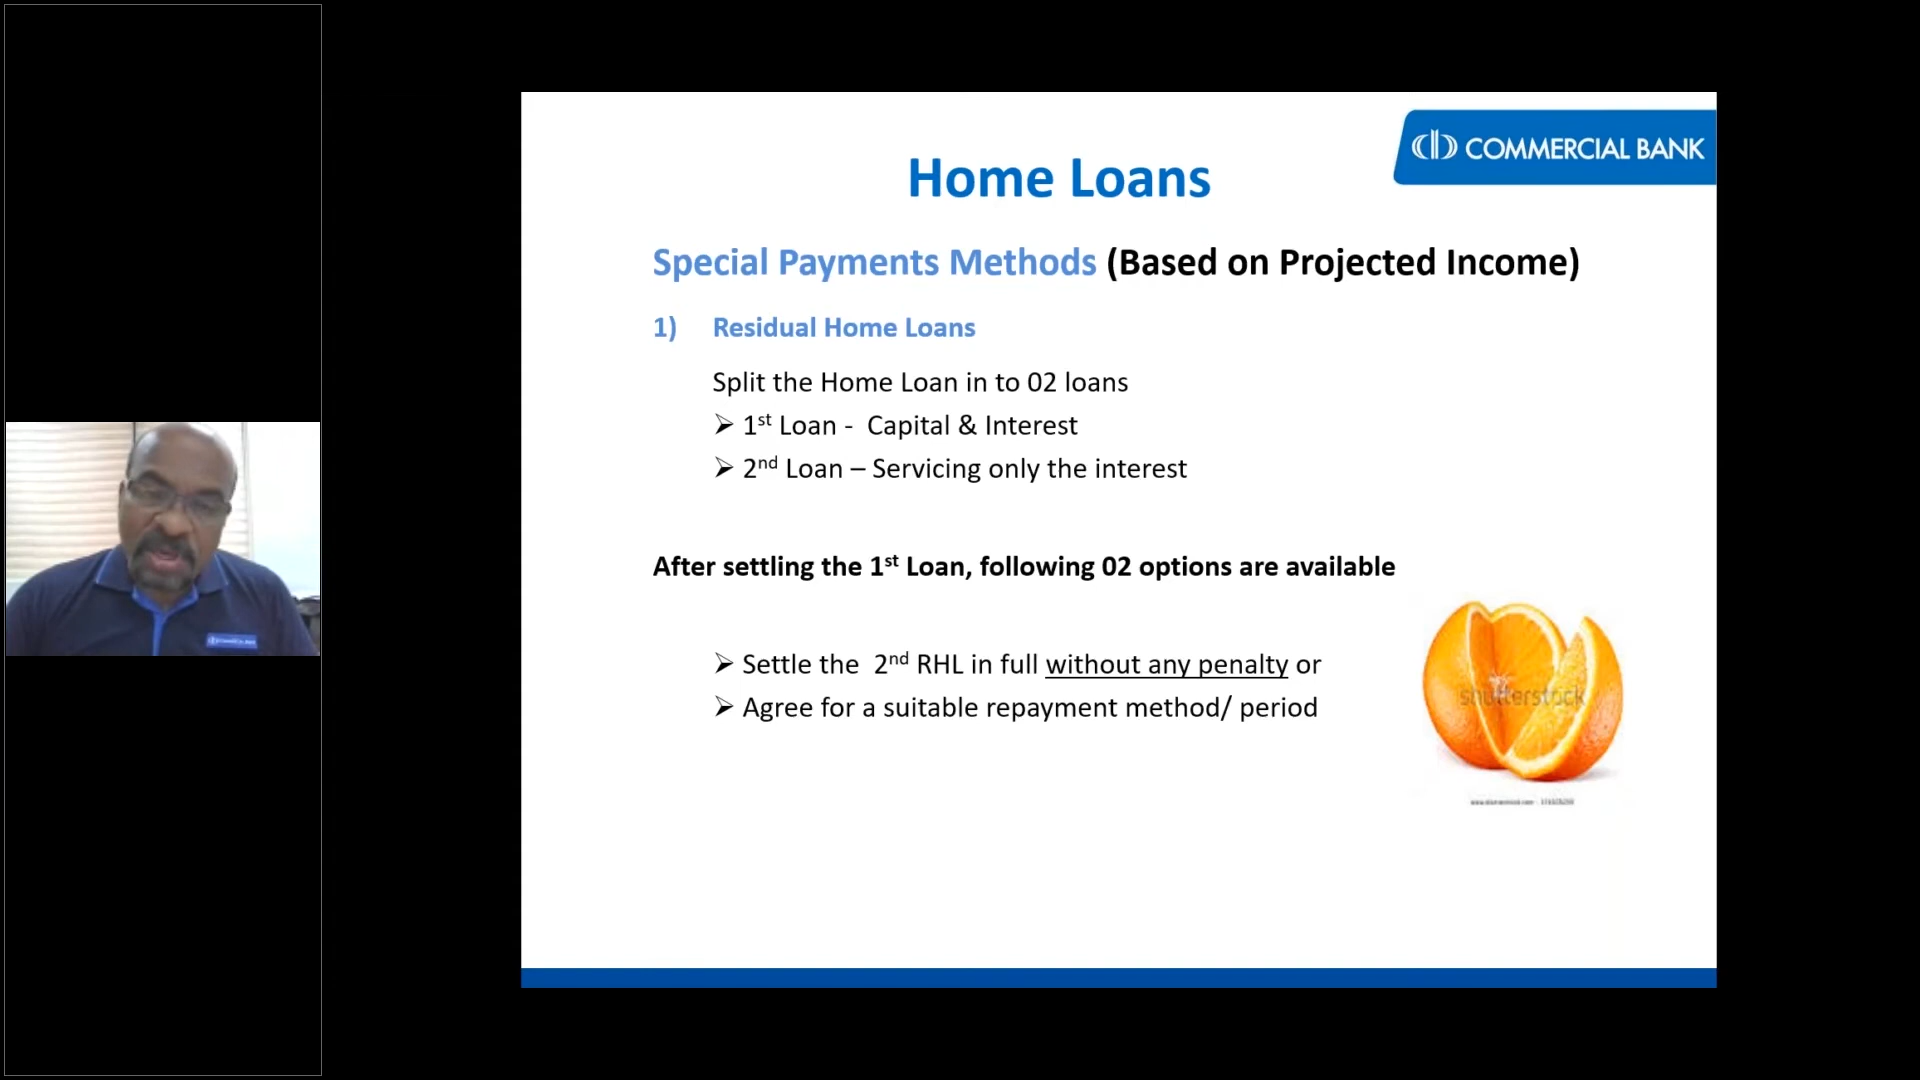 COMMERCIAL BANK
Home Loans
Special Payments Methods (Based on Projected Income)
1) Residual Home Loans
Split the Home Loan in to 02 loans
➢ 1st Loan - Capital & Interest
➢ 2nd Loan – Servicing only the interest
After settling the 1st Loan, following 02 options are available
➢ Settle the 2nd RHL in full without any penalty or
➢ Agree for a suitable repayment method/ period
shutterstock